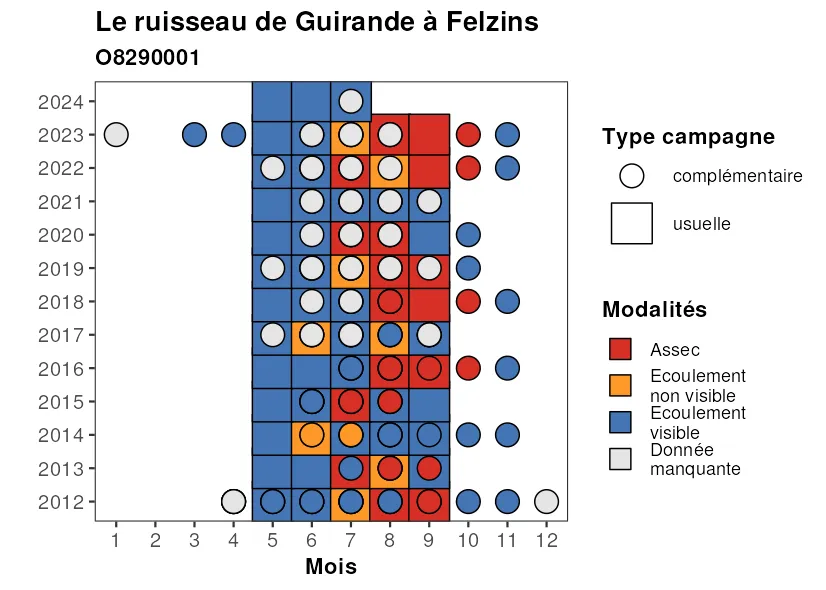 Le ruisseau de Guirande à Felzins
O8290001
2024
2023
2022
2021
2020
2019
2018
2017
2016
2015
2014
2013
2012
1 2 3 4 5 6 7 8 9 10 11 12
Mois
Type campagne
complémentaire
usuelle
Modalités
Assec
Ecoulement
non visible
Ecoulement
visible
Donnée
manquante